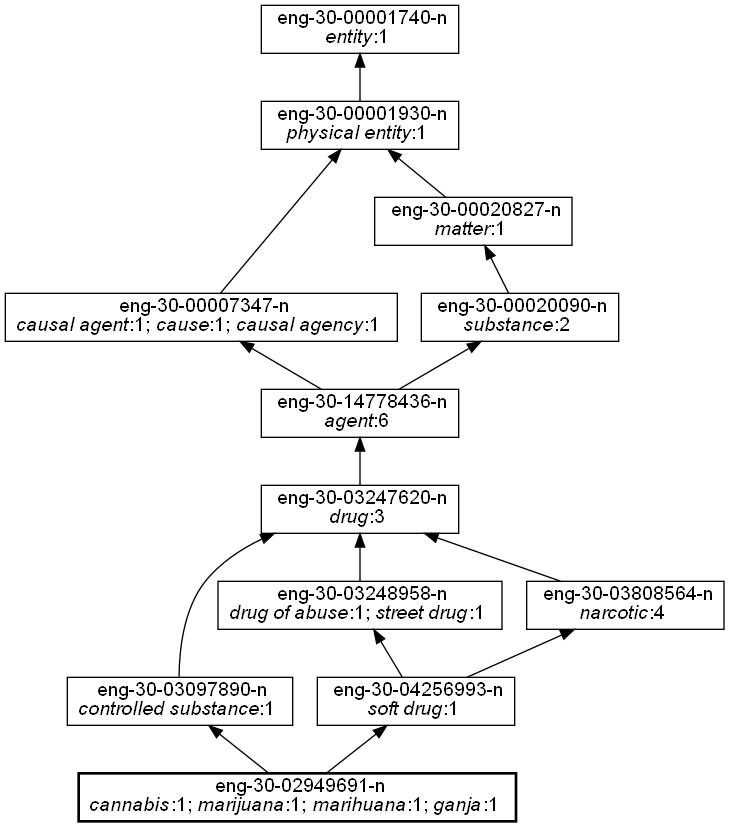 eng-30-00001740-n
entity:1
eng-30-00001930-n
physical entity:1
eng-30-00020827-n
matter:1
eng-30-00007347-n
causal agent:1; cause:1; causal agency:1
eng-30-00020090-n
substance:2
eng-30-14778436-n
agent:6
eng-30-03247620-n
drug:3
eng-30-03248958-n
drug of abuse:1; street drug:1
eng-30-03808564-n
narcotic:4
eng-30-03097890-n
controlled substance:1
eng-30-04256993-n
soft drug:1
eng-30-02949691-n
cannabis:1; marijuana:1; marihuana:1; ganja:1